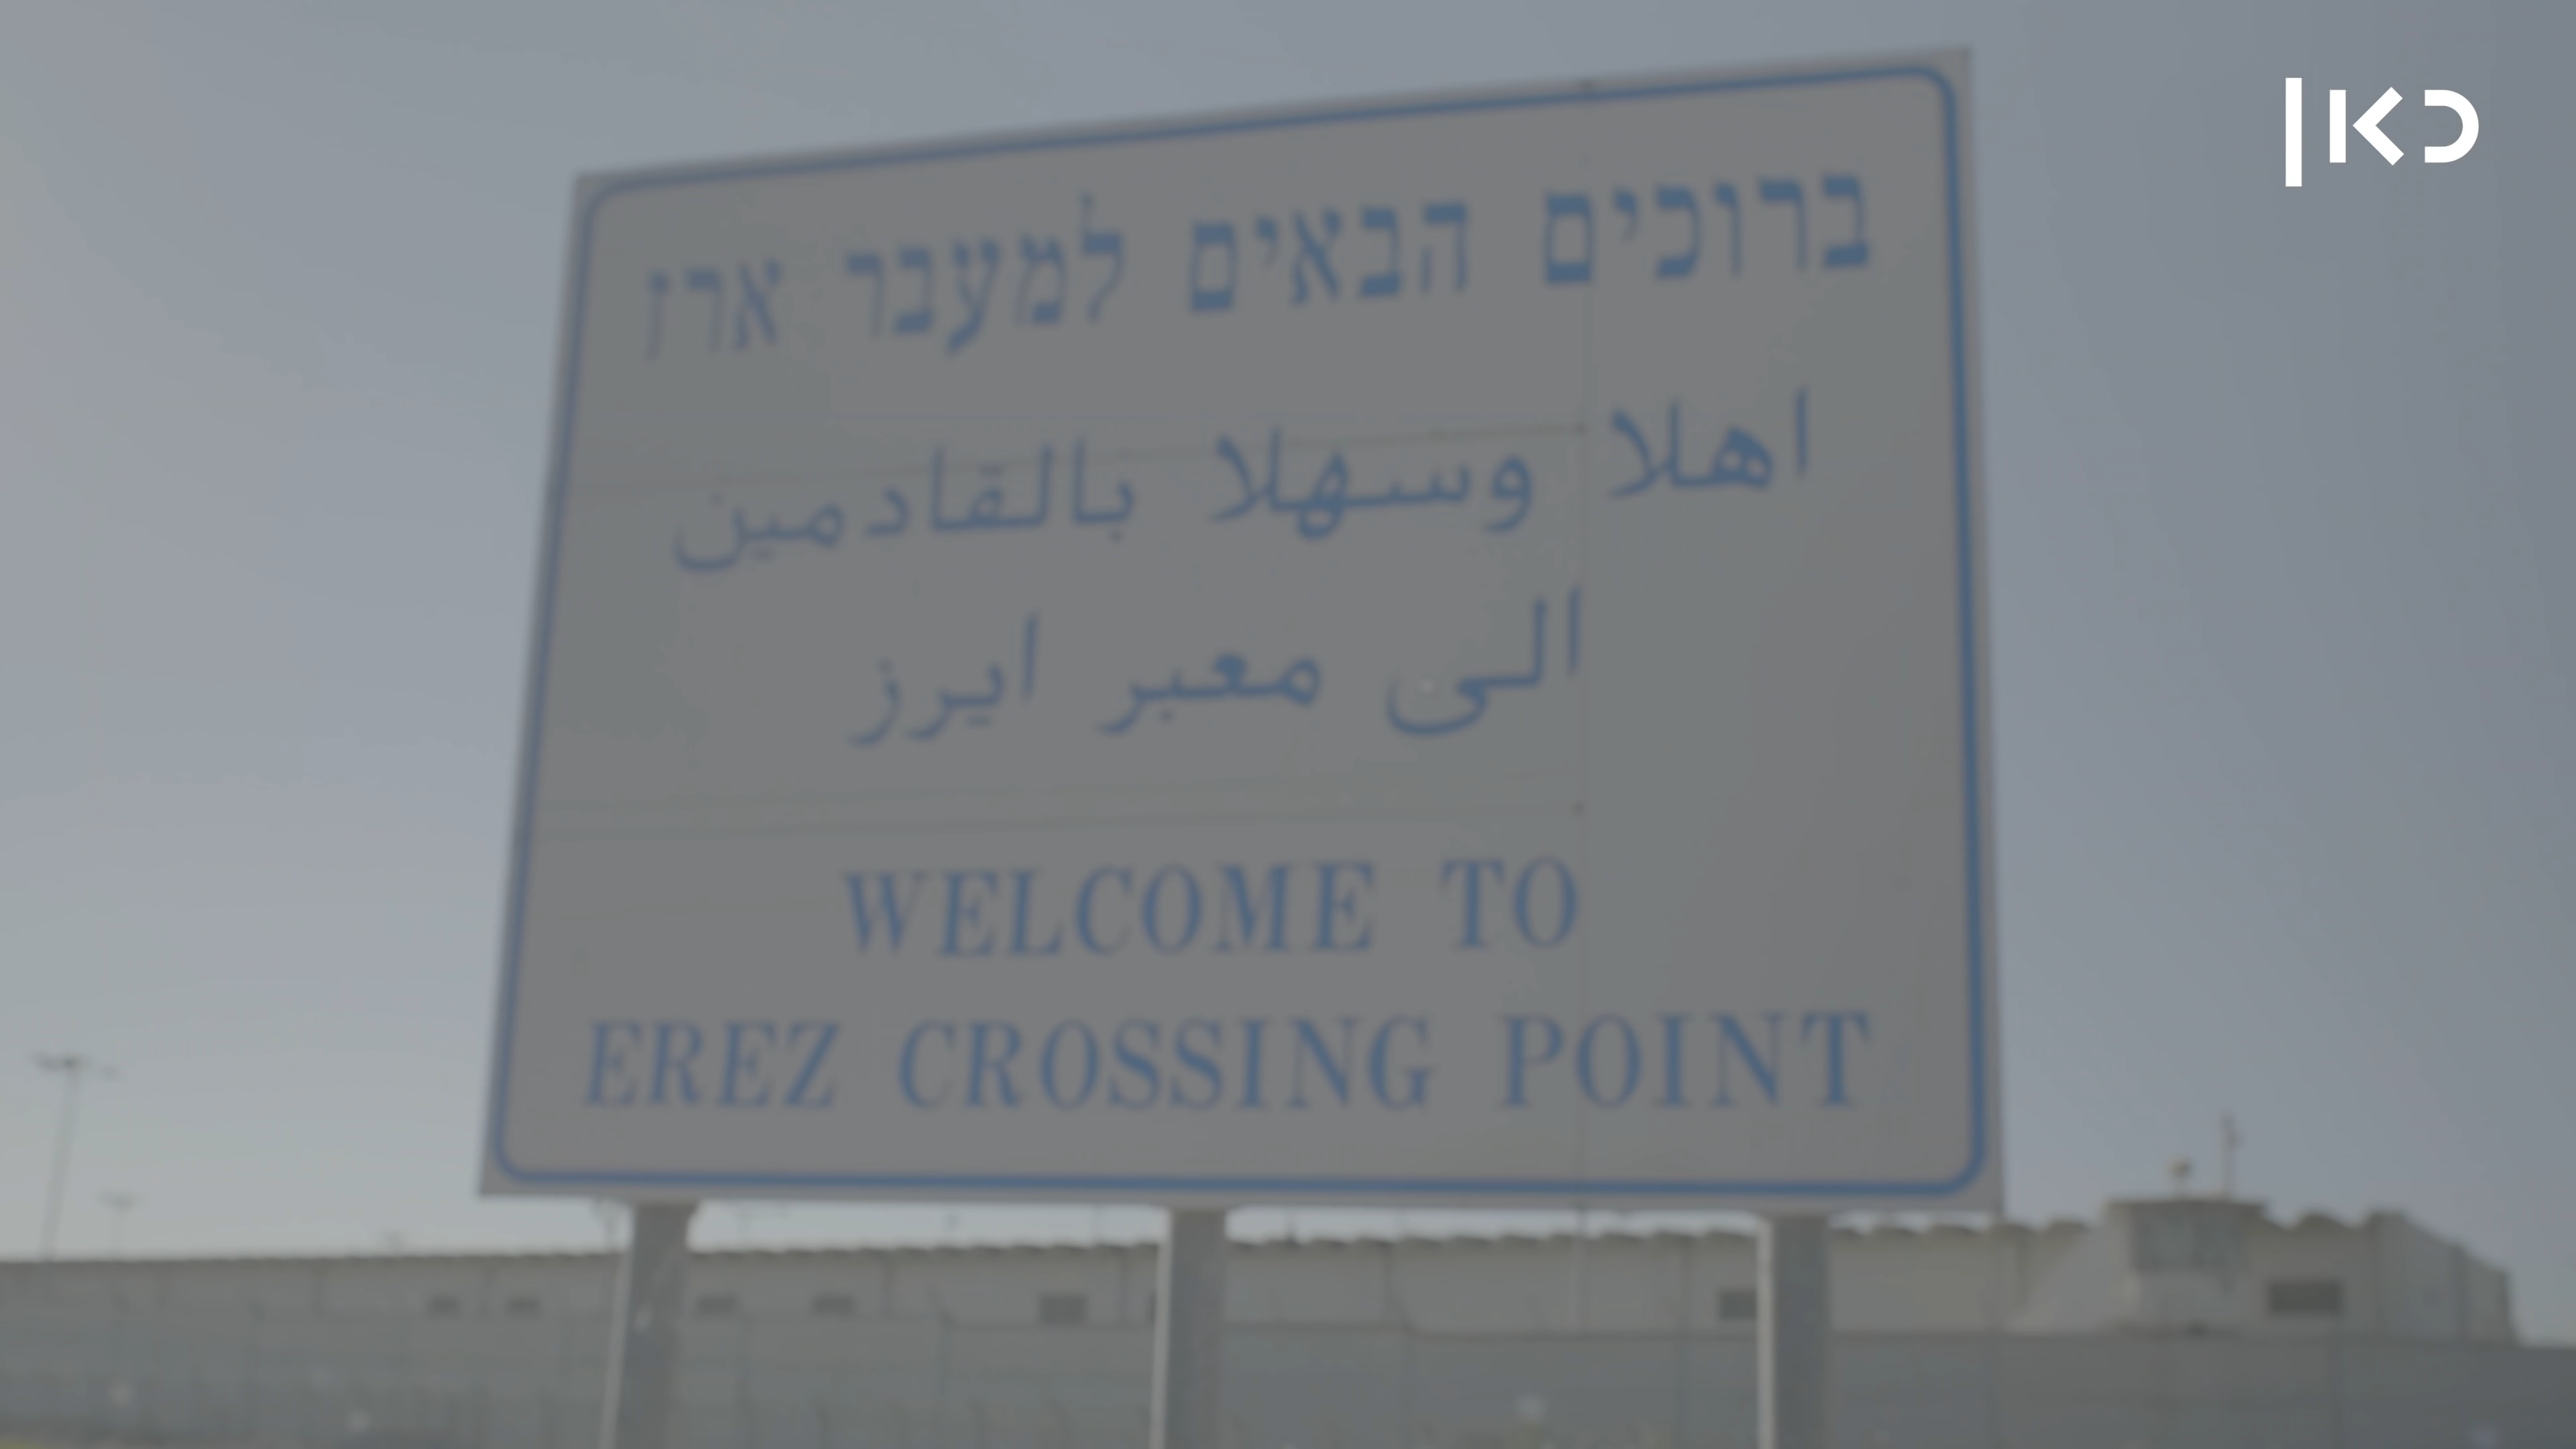 כאן
ברוכים הבאים למעבר ארז
اهلا وسهلا بالقادمين
الى معبر ايرز
WELCOME TO
EREZ CROSSING POINT